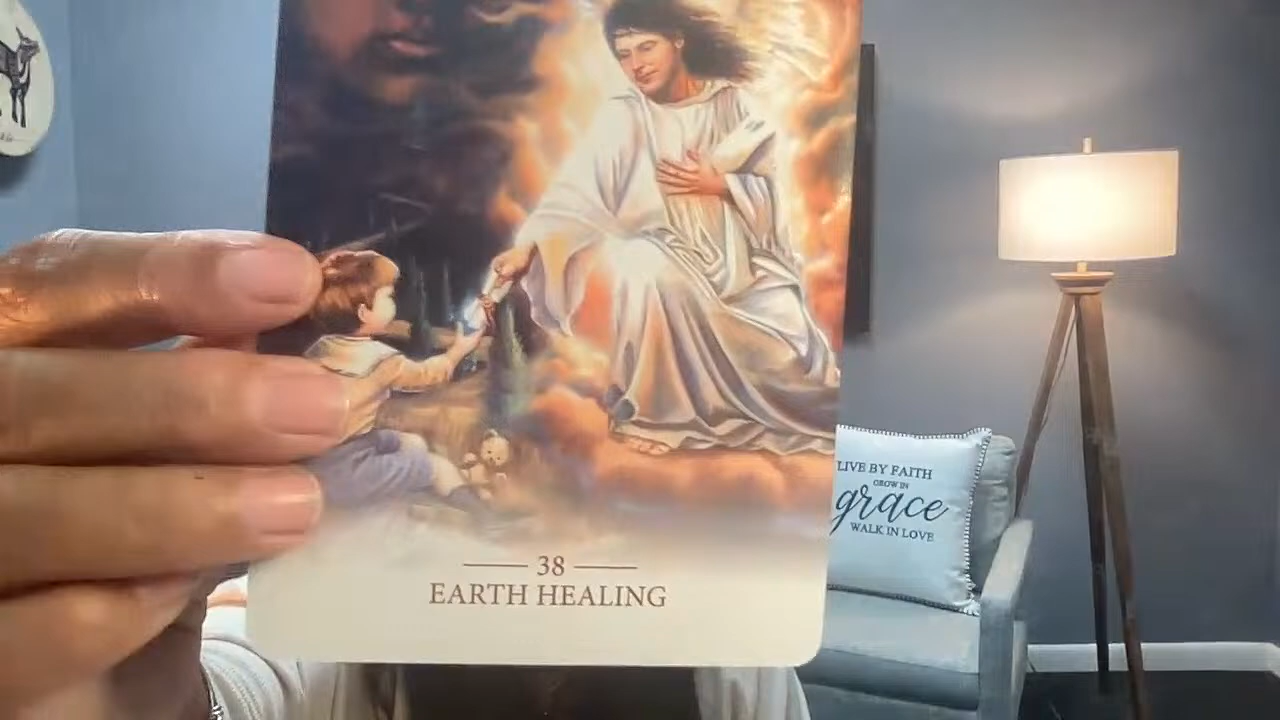 38
EARTH HEALING
LIVE BY FAITH
GROW IN
grace
WALK IN LOVE